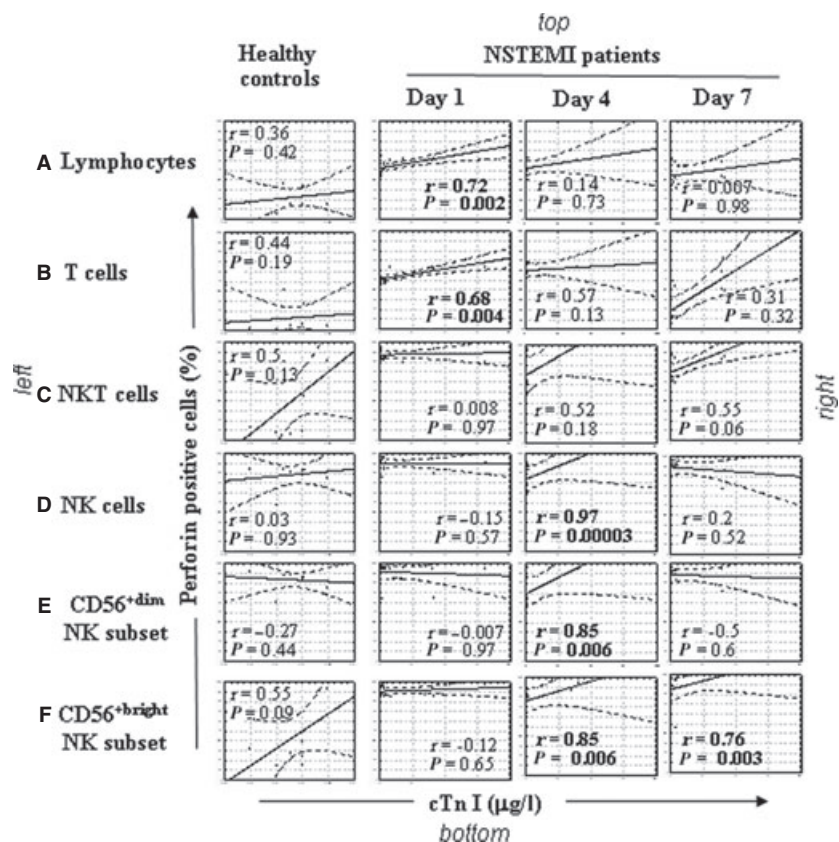 top
Healthy controls
NSTEMI patients
Day 1 Day 4 Day 7
A Lymphocytes
r = 0.36
P = 0.42
r = 0.72
P = 0.002
r = 0.14
P = 0.73
r = 0.007
P = 0.98
B T cells
r = 0.44
P = 0.19
r = 0.68
P = 0.004
r = 0.57
P = 0.13
r = 0.31
P = 0.32
left
Perforin positive cells (%)
right
C NKT cells
r = 0.5
P = 0.13
r = 0.008
P = 0.97
r = 0.52
P = 0.18
r = 0.55
P = 0.06
D NK cells
r = 0.03
P = 0.93
r = -0.15
P = 0.57
r = 0.97
P = 0.00003
r = 0.2
P = 0.52
E CD56+dim
NK subset
r = -0.27
P = 0.44
r = -0.007
P = 0.97
r = 0.85
P = 0.006
r = -0.5
P = 0.6
F CD56+bright
NK subset
r = 0.55
P = 0.09
r = -0.12
P = 0.65
r = 0.85
P = 0.006
r = 0.76
P = 0.003
cTn I (µg/l)
bottom